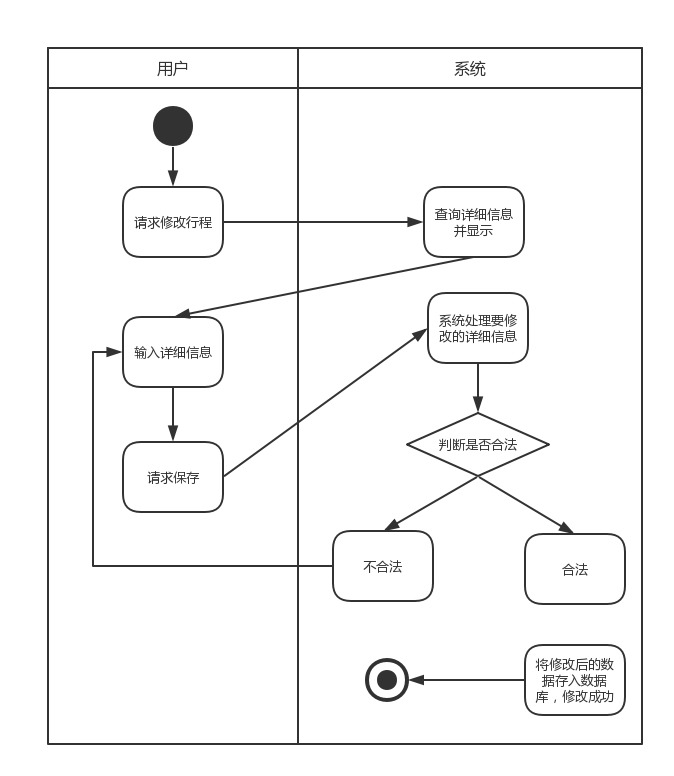 用户
系统
请求修改行程
查询详细信息
并显示
输入详细信息
系统处理要修
改的详细信息
判断是否合法
请求保存
不合法
合法
将修改后的数
据存入数据
库，修改成功